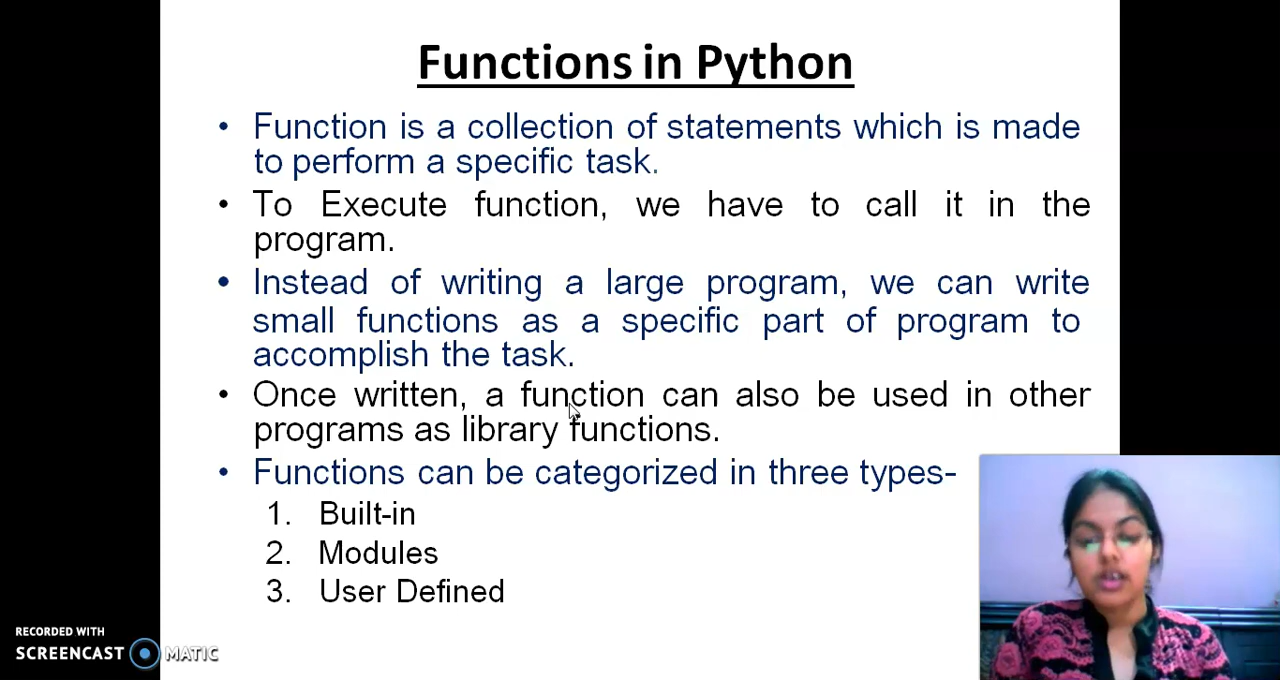 Functions in Python
• Function is a collection of statements which is made
to perform a specific task.
• To Execute function, we have to call it in the
program.
• Instead of writing a large program, we can write
small functions as a specific part of program to
accomplish the task.
• Once written, a function can also be used in other
programs as library functions.
• Functions can be categorized in three types-
1. Built-in
2. Modules
3. User Defined
RECORDED WITH
SCREENCAST MATIC